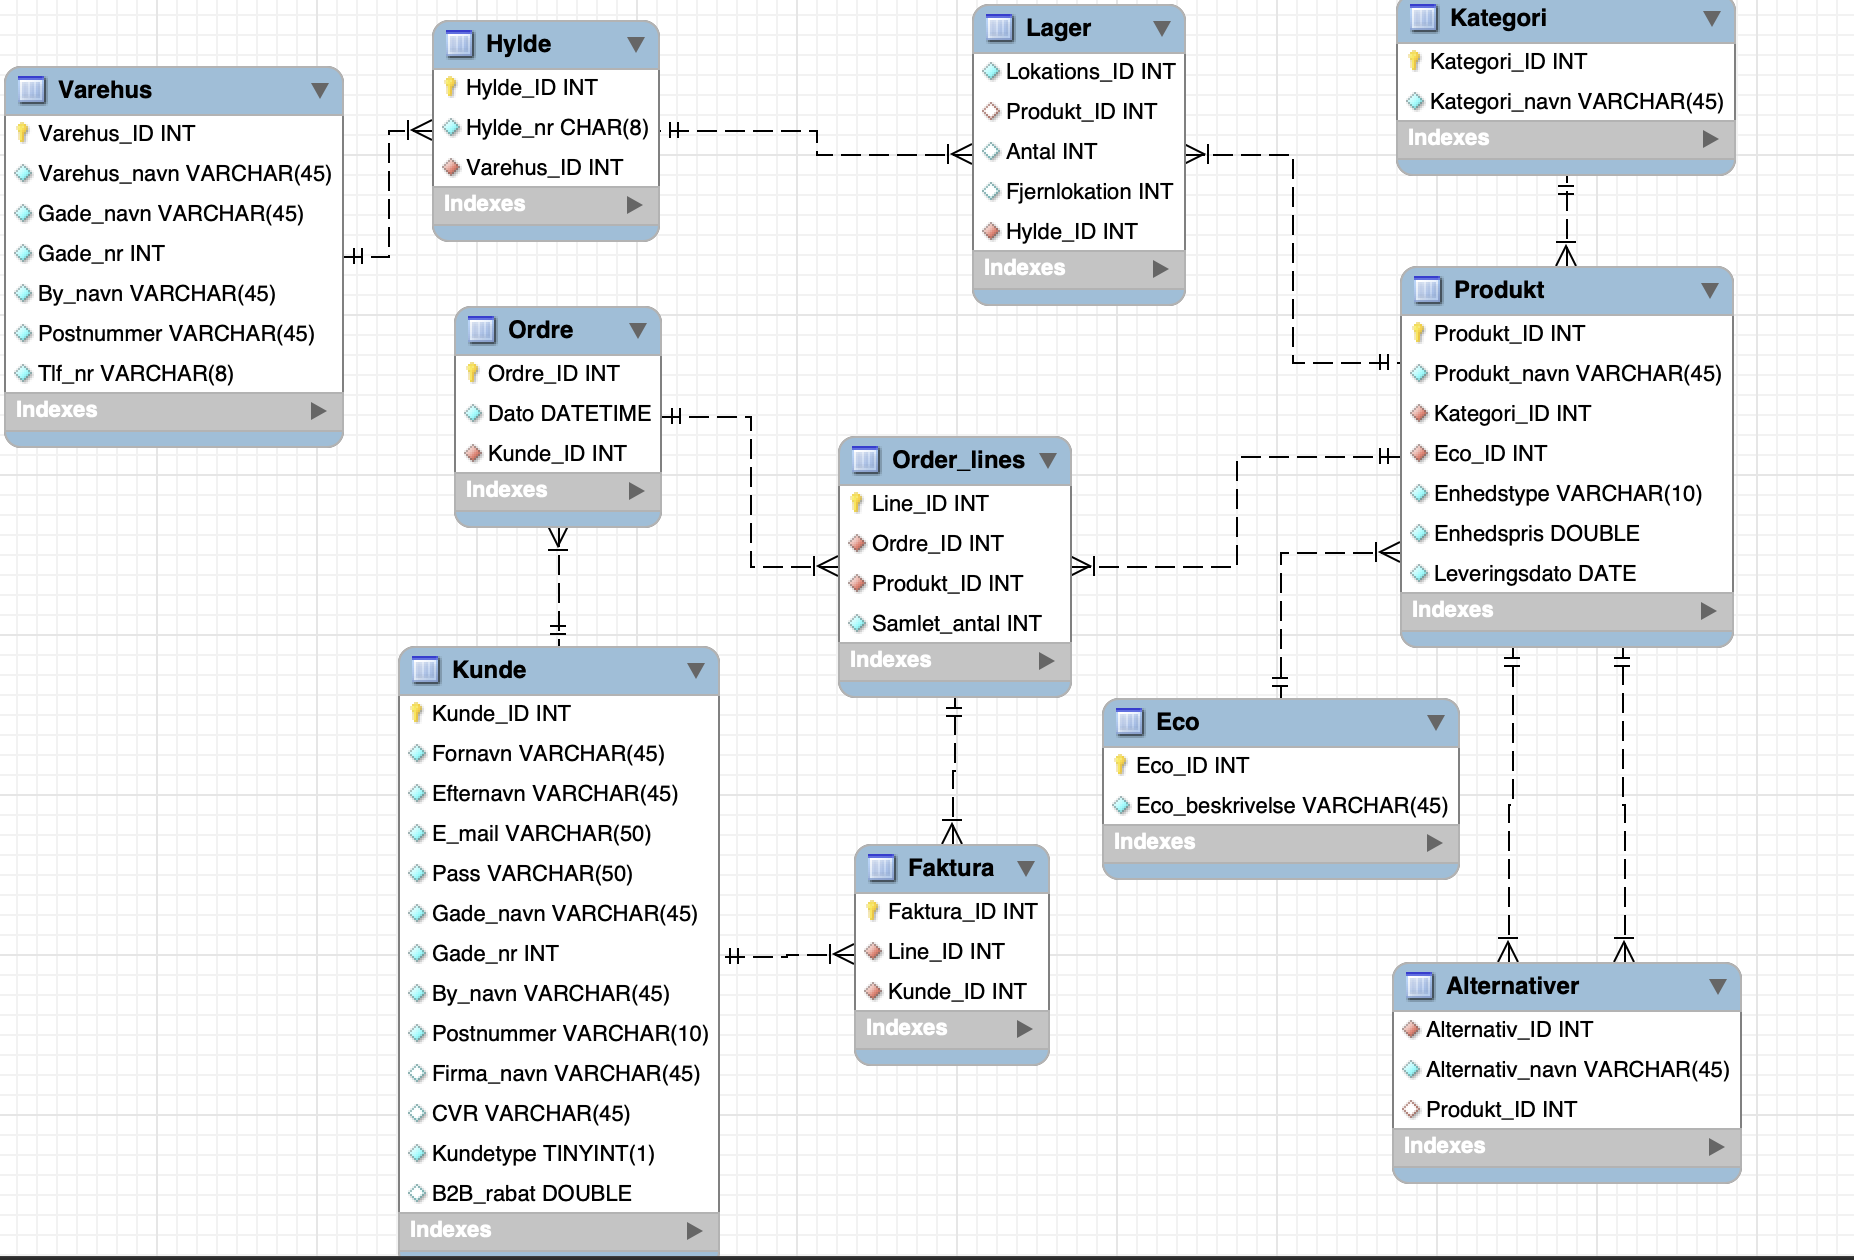 Varehus
Varehus_ID INT
Varehus_navn VARCHAR(45)
Gade_navn VARCHAR(45)
Gade_nr INT
By_navn VARCHAR(45)
Postnummer VARCHAR(45)
Tlf_nr VARCHAR(8)
Indexes
Hylde
Hylde_ID INT
Hylde_nr CHAR(8)
Varehus_ID INT
Indexes
Lager
Lokations_ID INT
Produkt_ID INT
Antal INT
Fjernlokation INT
Hylde_ID INT
Indexes
Kategori
Kategori_ID INT
Kategori_navn VARCHAR(45)
Indexes
Ordre
Ordre_ID INT
Dato DATETIME
Kunde_ID INT
Indexes
Order_lines
Line_ID INT
Ordre_ID INT
Produkt_ID INT
Samlet_antal INT
Indexes
Produkt
Produkt_ID INT
Produkt_navn VARCHAR(45)
Kategori_ID INT
Eco_ID INT
Enhedstype VARCHAR(10)
Enhedspris DOUBLE
Leveringsdato DATE
Indexes
Kunde
Kunde_ID INT
Fornavn VARCHAR(45)
Efternavn VARCHAR(45)
E_mail VARCHAR(50)
Pass VARCHAR(50)
Gade_navn VARCHAR(45)
Gade_nr INT
By_navn VARCHAR(45)
Postnummer VARCHAR(10)
Firma_navn VARCHAR(45)
CVR VARCHAR(45)
Kundetype TINYINT(1)
B2B_rabat DOUBLE
Indexes
Faktura
Faktura_ID INT
Line_ID INT
Kunde_ID INT
Indexes
Eco
Eco_ID INT
Eco_beskrivelse VARCHAR(45)
Indexes
Alternativer
Alternativ_ID INT
Alternativ_navn VARCHAR(45)
Produkt_ID INT
Indexes